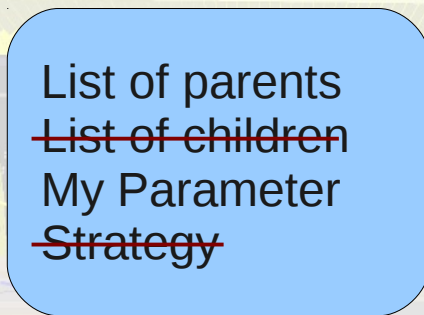 List of parents
List of children
My Parameter
Strategy